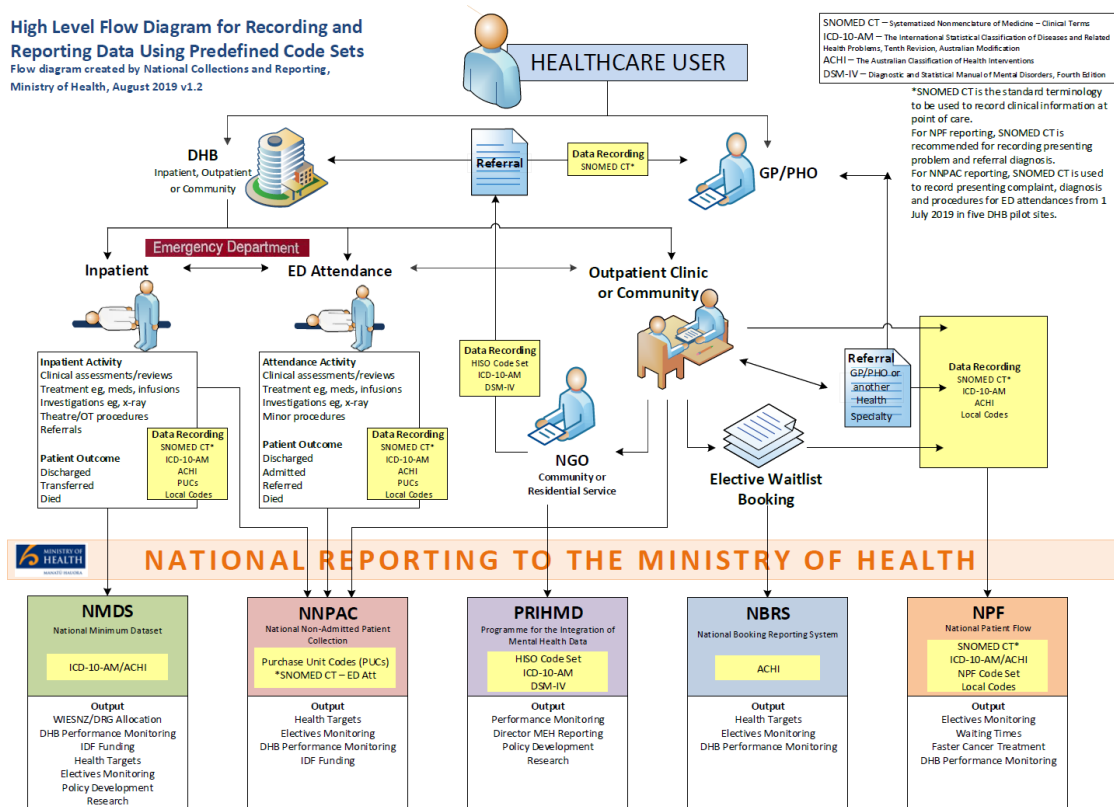 High Level Flow Diagram for Recording and
Reporting Data Using Predefined Code Sets
Flow diagram created by National Collections and Reporting,
Ministry of Health, August 2019 v1.2
HEALTHCARE USER
SNOMED CT – Systematized Nomenclature of Medicine – Clinical Terms
ICD-10-AM – The International Statistical Classification of Diseases and Related
Health Problems, Tenth Revision, Australian Modification
ACHI – The Australian Classification of Health Interventions
DSM-IV – Diagnostic and Statistical Manual of Mental Disorders, Fourth Edition
*SNOMED CT is the standard terminology
to be used to record clinical information at
point of care.
For NPF reporting, SNOMED CT is
recommended for recording presenting
problem and referral diagnosis.
For NNPAC reporting, SNOMED CT is used
to record presenting complaint, diagnosis
and procedures for ED attendances from 1
July 2019 in five DHB pilot sites.
DHB
Inpatient, Outpatient
or Community
Referral
Data Recording
SNOMED CT*
GP/PHO
Emergency Department
Inpatient
ED Attendance
Outpatient Clinic
or Community
Inpatient Activity
Clinical assessments/reviews
Treatment eg, meds, infusions
Investigations eg, x-ray
Theatre/OT procedures
Referrals
Patient Outcome
Discharged
Transferred
Died
Data Recording
SNOMED CT*
ICD-10-AM
ACHI
PUCs
Local Codes
Attendance Activity
Clinical assessments/reviews
Treatment eg, meds, infusions
Investigations eg, x-ray
Minor procedures
Patient Outcome
Discharged
Admitted
Referred
Died
Data Recording
SNOMED CT*
ICD-10-AM
ACHI
PUCs
Local Codes
Data Recording
HISO Code Set
ICD-10-AM
DSM-IV
NGO
Community or
Residential Service
Elective Waitlist
Booking
Referral
GP/PHO or
another
Health
Specialty
Data Recording
SNOMED CT*
ICD-10-AM
ACHI
Local Codes
MINISTRY OF
HEALTH
MANATŪ HAUORA
NATIONAL REPORTING TO THE MINISTRY OF HEALTH
NMDS
National Minimum Dataset
ICD-10-AM/ACHI
Output
WIESNZ/DRG Allocation
DHB Performance Monitoring
IDF Funding
Health Targets
Electives Monitoring
Policy Development
Research
NNPAC
National Non-Admitted Patient
Collection
Purchase Unit Codes (PUCs)
*SNOMED CT – ED Att
Output
Health Targets
Electives Monitoring
DHB Performance Monitoring
IDF Funding
PRIHMD
Programme for the Integration of
Mental Health Data
HISO Code Set
ICD-10-AM
DSM-IV
Output
Performance Monitoring
Director MEH Reporting
Policy Development
Research
NBRS
National Booking Reporting System
ACHI
Output
Health Targets
Electives Monitoring
DHB Performance Monitoring
NPF
National Patient Flow
SNOMED CT*
ICD-10-AM/ACHI
NPF Code Set
Local Codes
Output
Electives Monitoring
Waiting Times
Faster Cancer Treatment
DHB Performance Monitoring